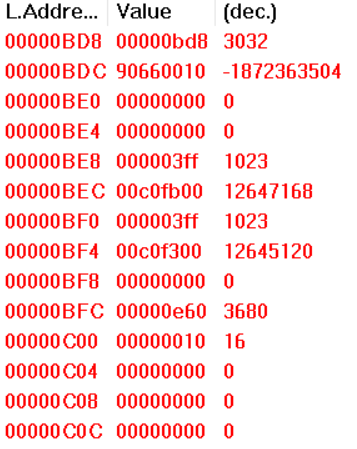 L.Addre... Value (dec.)
00000BD8 00000bd8 3032
00000BDC 90660010 -1872363504
00000BE0 00000000 0
00000BE4 00000000 0
00000BE8 000003ff 1023
00000BEC 00c0fb00 12647168
00000BF0 000003ff 1023
00000BF4 00c0f300 12645120
00000BF8 00000000 0
00000BFC 00000e60 3680
00000C00 00000010 16
00000C04 00000000 0
00000C08 00000000 0
00000C0C 00000000 0